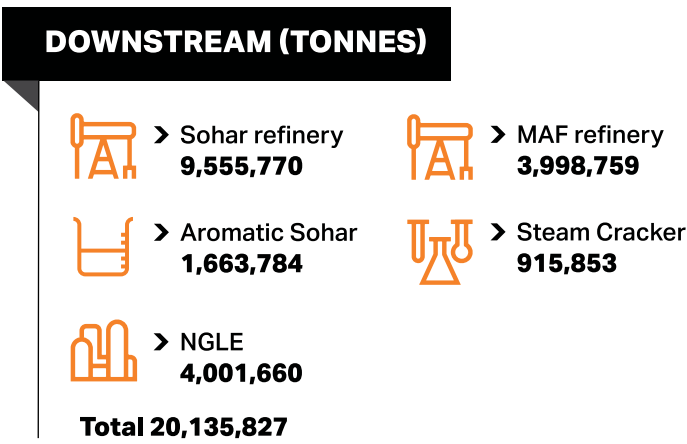 DOWNSTREAM (TONNES)
Sohar refinery
9,555,770
MAF refinery
3,998,759
Aromatic Sohar
1,663,784
Steam Cracker
915,853
NGLE
4,001,660
Total 20,135,827